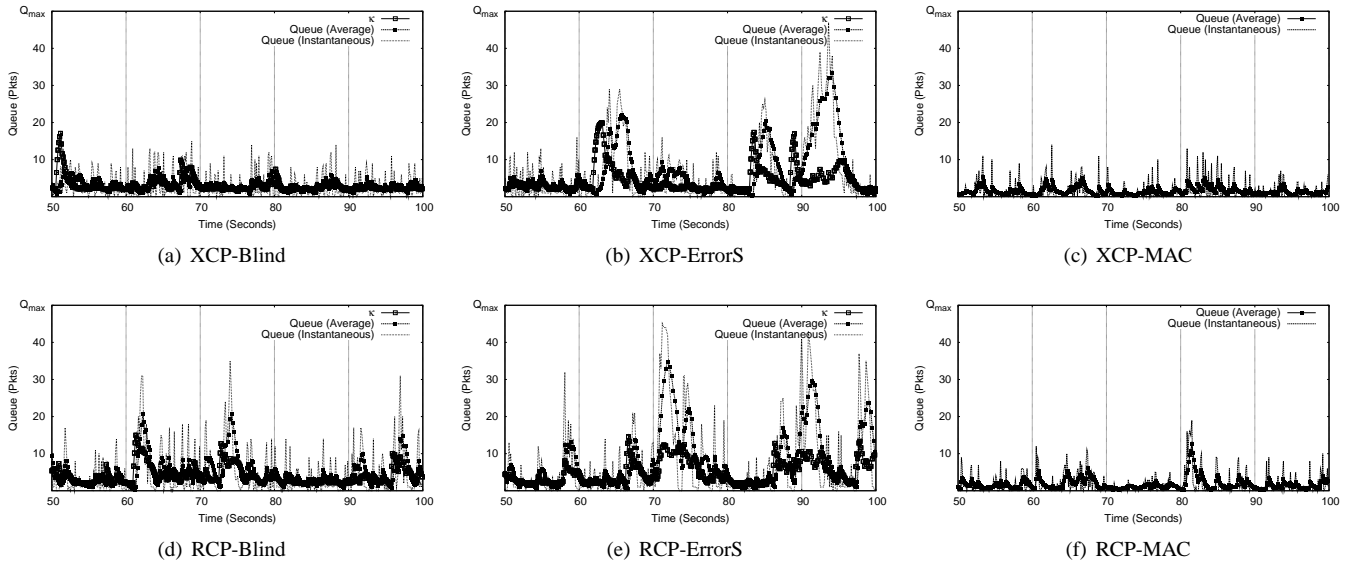 Q max
κ
Queue (Average)
Queue (Instantaneous)
Queue (Pkts)
40
30
20
10
50 60 70 80 90 100
Time (Seconds)
(a) XCP-Blind
Q max
κ
Queue (Average)
Queue (Instantaneous)
Queue (Pkts)
40
30
20
10
50 60 70 80 90 100
Time (Seconds)
(b) XCP-ErrorS
Q max
Queue (Average)
Queue (Instantaneous)
Queue (Pkts)
40
30
20
10
50 60 70 80 90 100
Time (Seconds)
(c) XCP-MAC
Q max
κ
Queue (Average)
Queue (Instantaneous)
Queue (Pkts)
40
30
20
10
50 60 70 80 90 100
Time (Seconds)
(d) RCP-Blind
Q max
κ
Queue (Average)
Queue (Instantaneous)
Queue (Pkts)
40
30
20
10
50 60 70 80 90 100
Time (Seconds)
(e) RCP-ErrorS
Q max
Queue (Average)
Queue (Instantaneous)
Queue (Pkts)
40
30
20
10
50 60 70 80 90 100
Time (Seconds)
(f) RCP-MAC